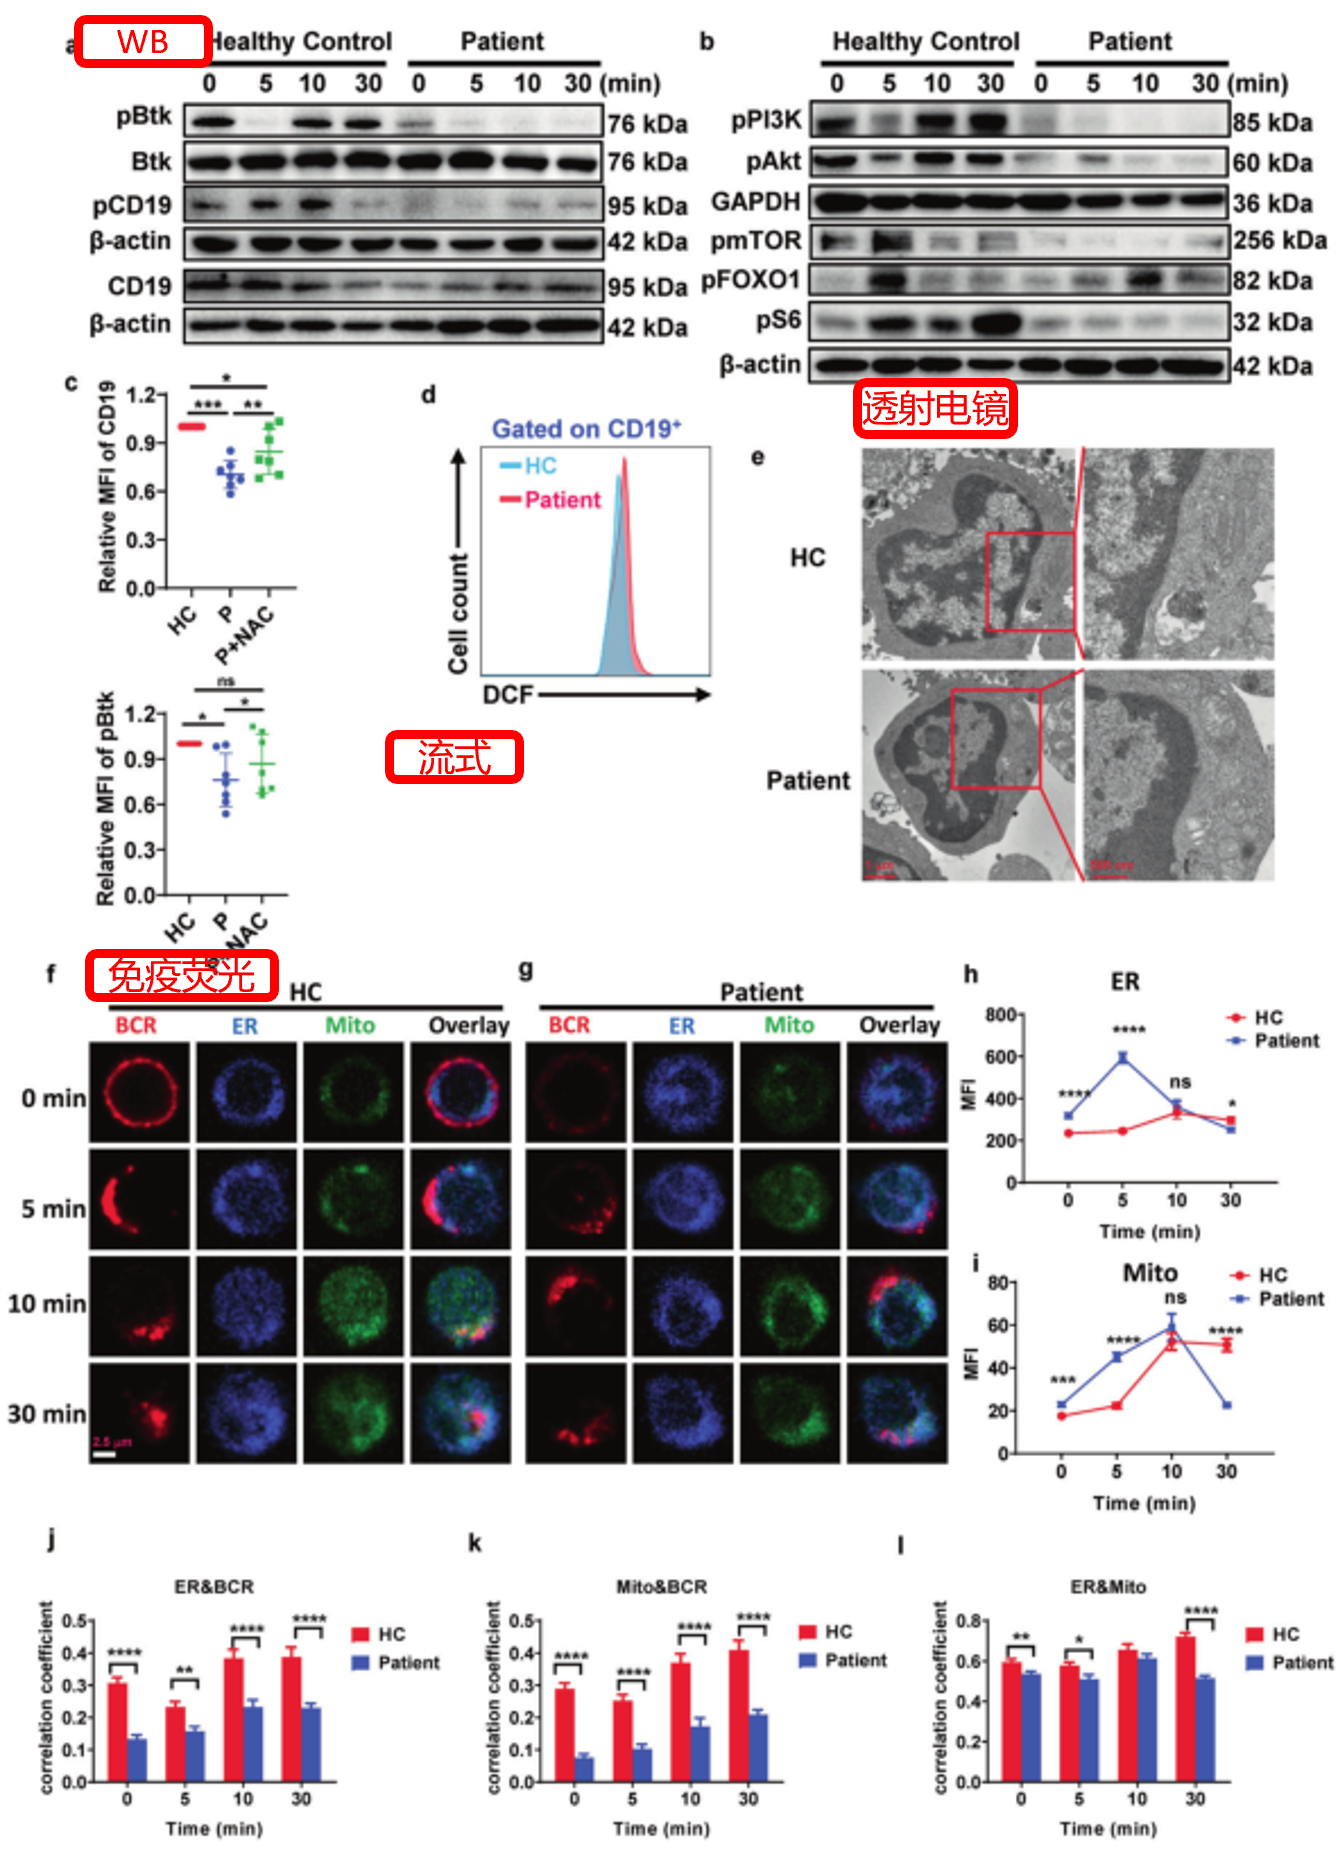 a WB Healthy Control Patient
0 5 10 30 0 5 10 30 (min)
pBtk 76 kDa
Btk 76 kDa
pCD19 95 kDa
β-actin 42 kDa
CD19 95 kDa
β-actin 42 kDa
b Healthy Control Patient
0 5 10 30 0 5 10 30 (min)
pPI3K 85 kDa
pAkt 60 kDa
GAPDH 36 kDa
pmTOR 256 kDa
pFOXO1 82 kDa
pS6 32 kDa
β-actin 42 kDa
c
Relative MFI of CD19
1.2
0.9
0.6
0.3
0.0
*
*** **
HC P P+NAC
Relative MFI of pBtk
1.2
0.9
0.6
0.3
0.0
ns
* *
HC P P+NAC
d
Gated on CD19+
HC
Patient
Cell count
DCF
流式
透射电镜
e
HC
Patient
1 μm
500 nm
免疫荧光
f HC
BCR ER Mito Overlay
g Patient
BCR ER Mito Overlay
0 min
5 min
10 min
30 min
2.5 μm
h ER
HC
Patient
MFI
800
600
400
200
0
**** **** ns *
0 5 10 30
Time (min)
i Mito
HC
Patient
MFI
80
60
40
20
0
*** **** ns ****
0 5 10 30
Time (min)
j
ER&BCR
correlation coefficient
0.5
0.4
0.3
0.2
0.1
0.0
**** ** **** ****
HC
Patient
0 5 10 30
Time (min)
k
Mito&BCR
correlation coefficient
0.5
0.4
0.3
0.2
0.1
0.0
**** **** **** ****
HC
Patient
0 5 10 30
Time (min)
l
ER&Mito
correlation coefficient
0.8
0.6
0.4
0.2
0.0
** * ****
HC
Patient
0 5 10 30
Time (min)